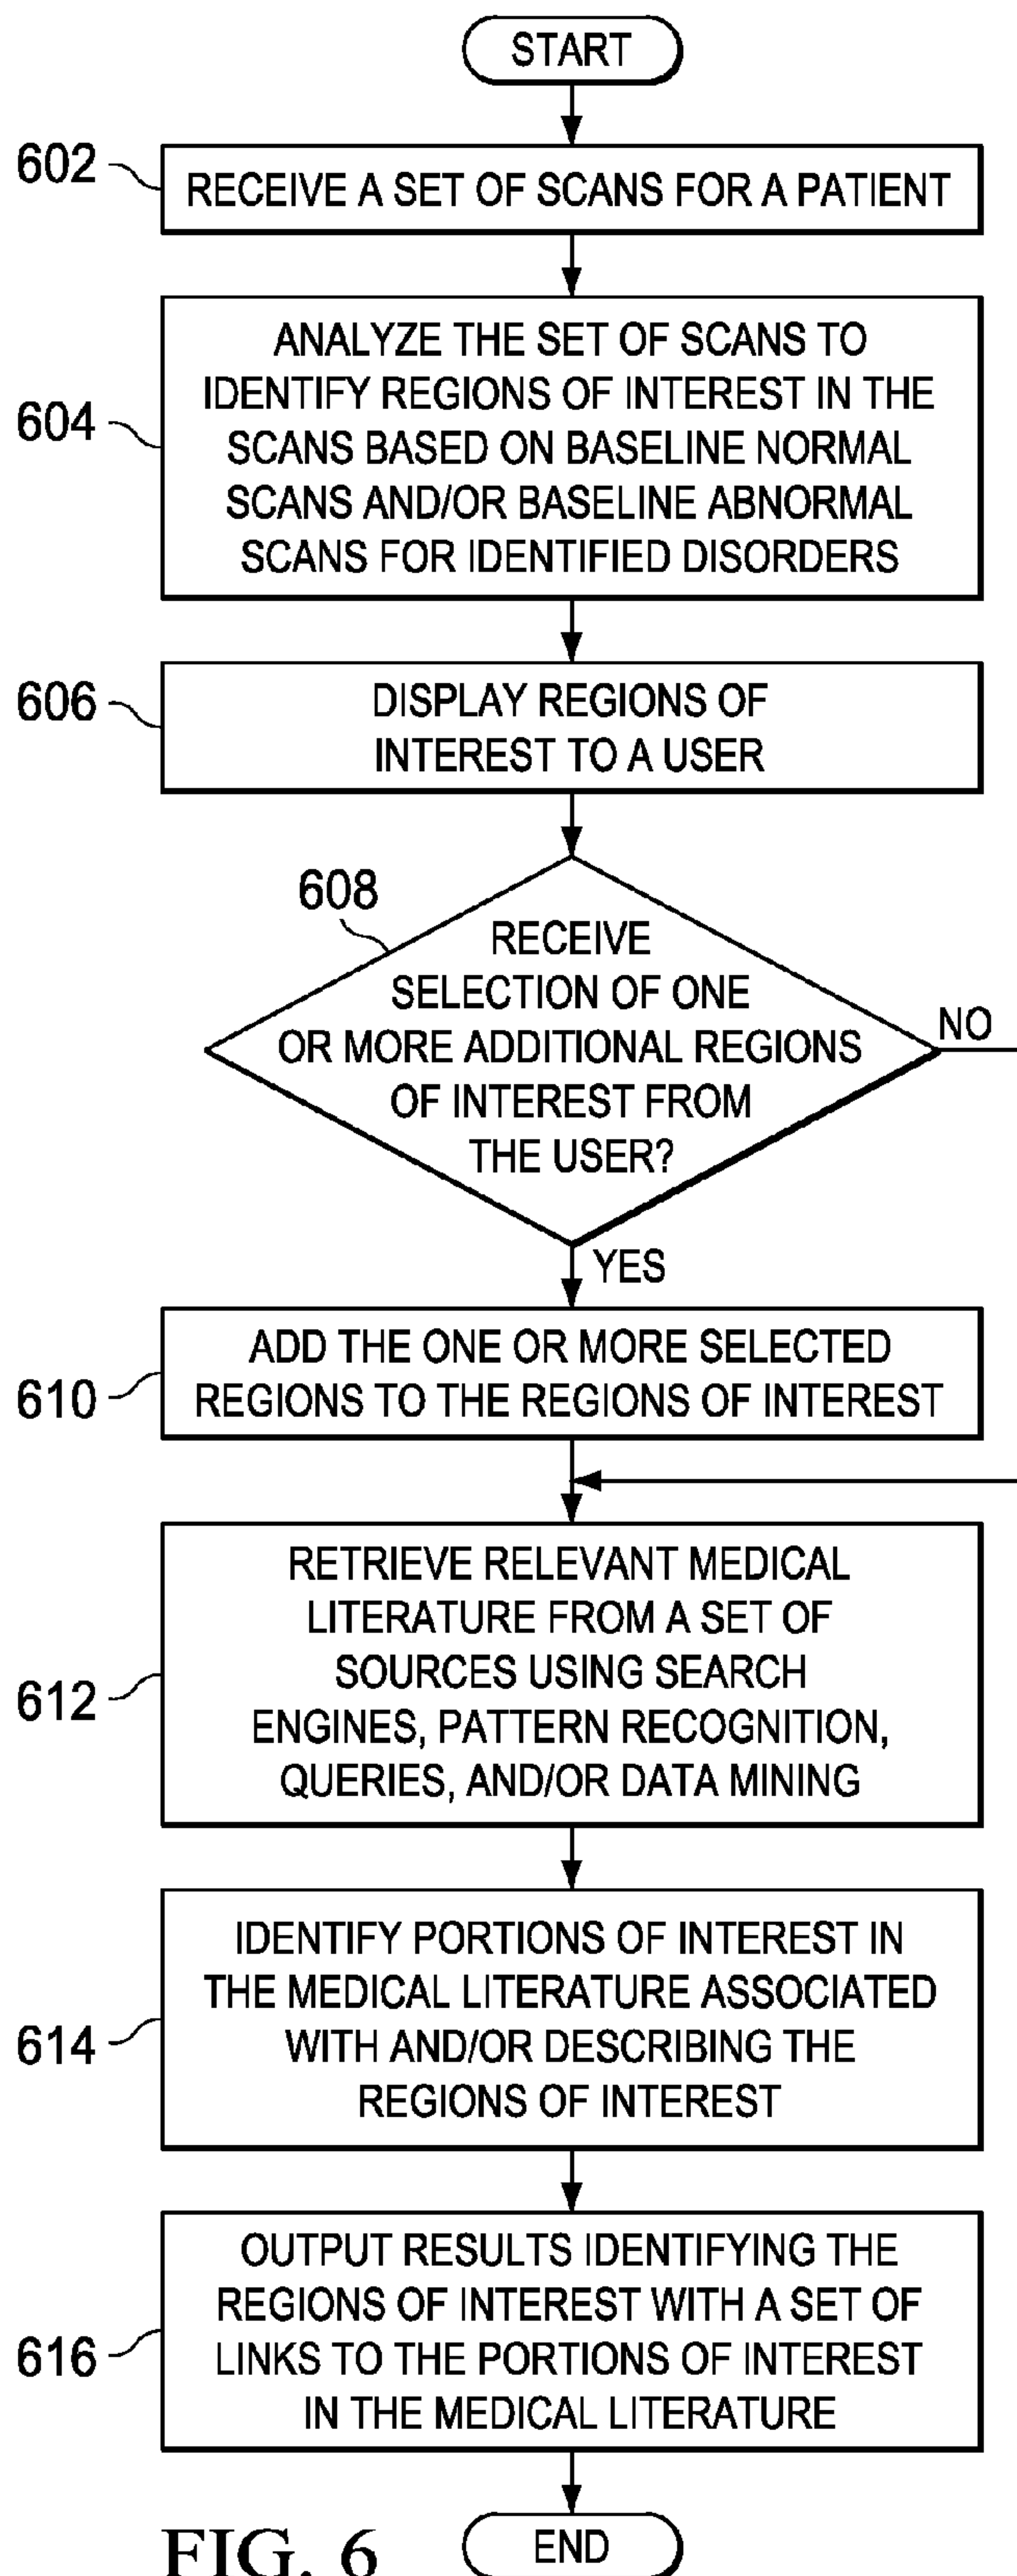 START
602
RECEIVE A SET OF SCANS FOR A PATIENT
604
ANALYZE THE SET OF SCANS TO
IDENTIFY REGIONS OF INTEREST IN THE
SCANS BASED ON BASELINE NORMAL
SCANS AND/OR BASELINE ABNORMAL
SCANS FOR IDENTIFIED DISORDERS
606
DISPLAY REGIONS OF
INTEREST TO A USER
608
RECEIVE
SELECTION OF ONE
OR MORE ADDITIONAL REGIONS
OF INTEREST FROM
THE USER?
NO
YES
610
ADD THE ONE OR MORE SELECTED
REGIONS TO THE REGIONS OF INTEREST
612
RETRIEVE RELEVANT MEDICAL
LITERATURE FROM A SET OF
SOURCES USING SEARCH
ENGINES, PATTERN RECOGNITION,
QUERIES, AND/OR DATA MINING
614
IDENTIFY PORTIONS OF INTEREST IN
THE MEDICAL LITERATURE ASSOCIATED
WITH AND/OR DESCRIBING THE
REGIONS OF INTEREST
616
OUTPUT RESULTS IDENTIFYING THE
REGIONS OF INTEREST WITH A SET OF
LINKS TO THE PORTIONS OF INTEREST
IN THE MEDICAL LITERATURE
FIG. 6
END